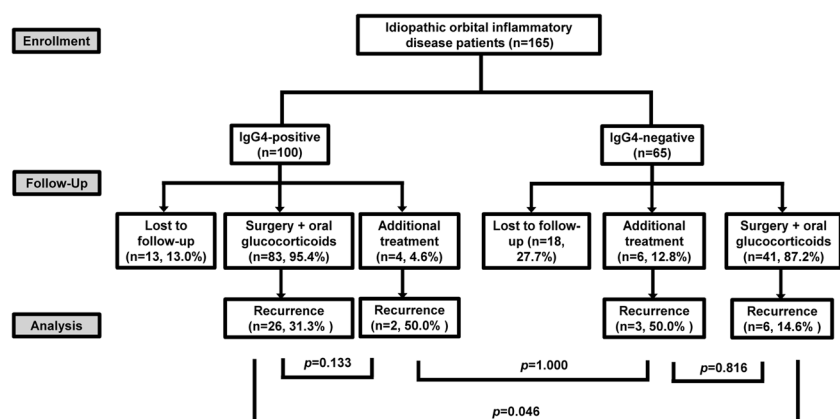 Enrollment
Idiopathic orbital inflammatory
disease patients (n=165)
IgG4-positive
(n=100)
IgG4-negative
(n=65)
Follow-Up
Lost to
follow-up
(n=13, 13.0%)
Surgery + oral
glucocorticoids
(n=83, 95.4%)
Additional
treatment
(n=4, 4.6%)
Lost to follow-
up (n=18,
27.7%)
Additional
treatment
(n=6, 12.8%)
Surgery + oral
glucocorticoids
(n=41, 87.2%)
Analysis
Recurrence
(n=26, 31.3% )
Recurrence
(n=2, 50.0% )
Recurrence
(n=3, 50.0% )
Recurrence
(n=6, 14.6% )
p=0.133
p=1.000
p=0.816
p=0.046